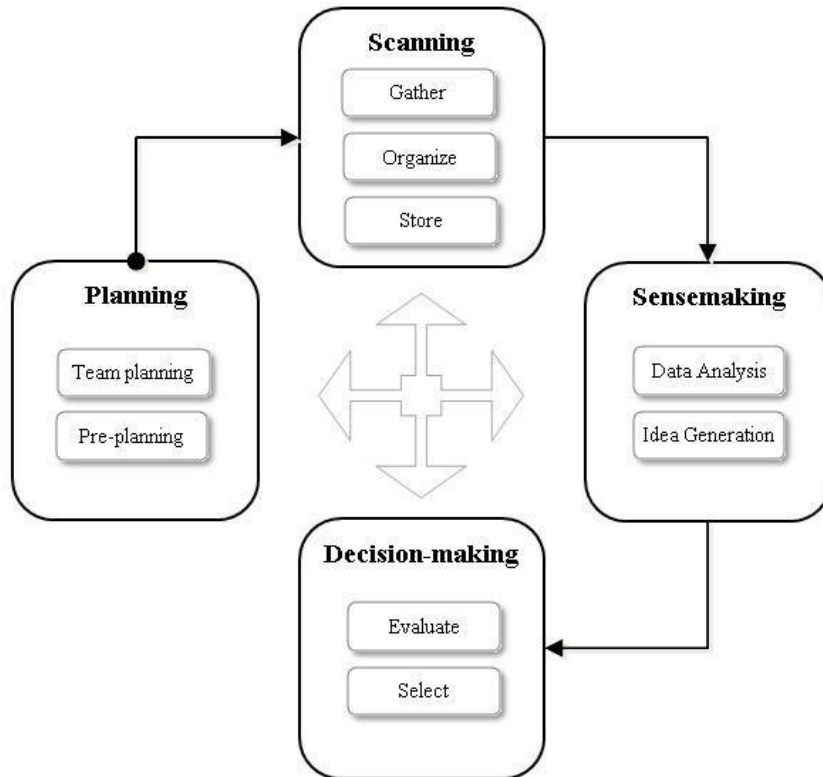 Scanning
Gather
Organize
Store
Planning
Team planning
Pre-planning
Sensemaking
Data Analysis
Idea Generation
Decision-making
Evaluate
Select